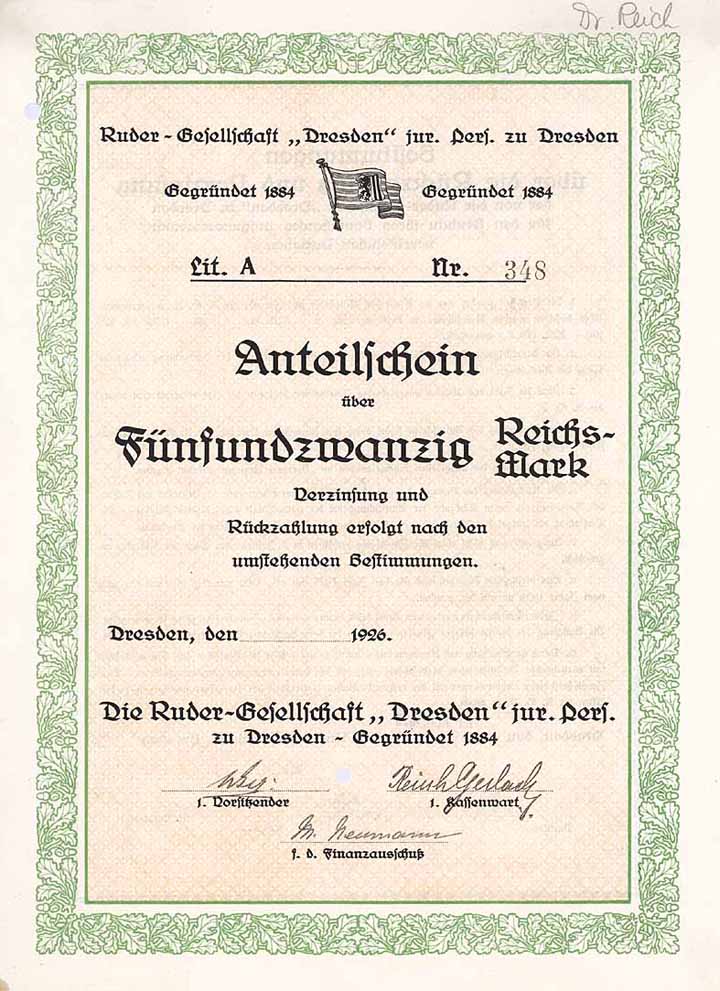 Dr. Reich
Ruder-Gesellschaft „Dresden“ jur. Pers. zu Dresden
Gegründet 1884 Gegründet 1884
Lit. A Nr. 348
Anteilschein
über
Fünfundzwanzig Reichs-
Mark
Verzinsung und
Rückzahlung erfolgt nach den
umstehenden Bestimmungen.
Dresden, den 1926.
Die Ruder-Gesellschaft „Dresden“ jur. Pers.
zu Dresden - Gegründet 1884
1. Vorsitzender 1. Kassenwart
M. Neumann
f. d. Finanzausschuß